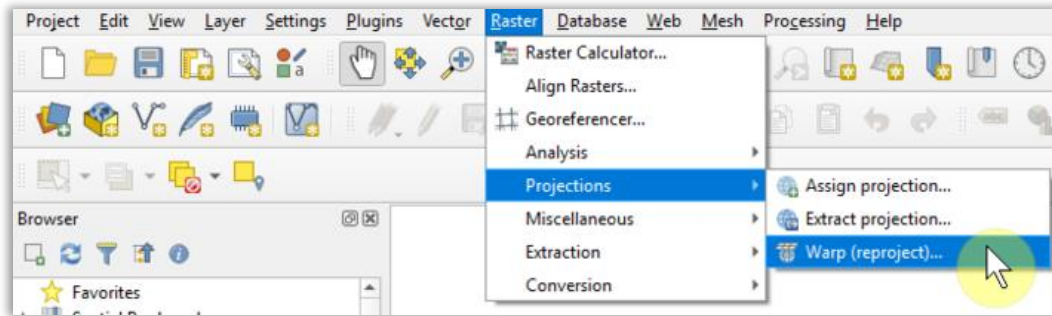 Project Edit View Layer Settings Plugins Vector Raster Database Web Mesh Processing Help
Raster Calculator...
Align Rasters...
Georeferencer...
Analysis
Projections
Assign projection...
Miscellaneous
Extract projection...
Extraction
Warp (reproject)...
Conversion
Browser
Favorites